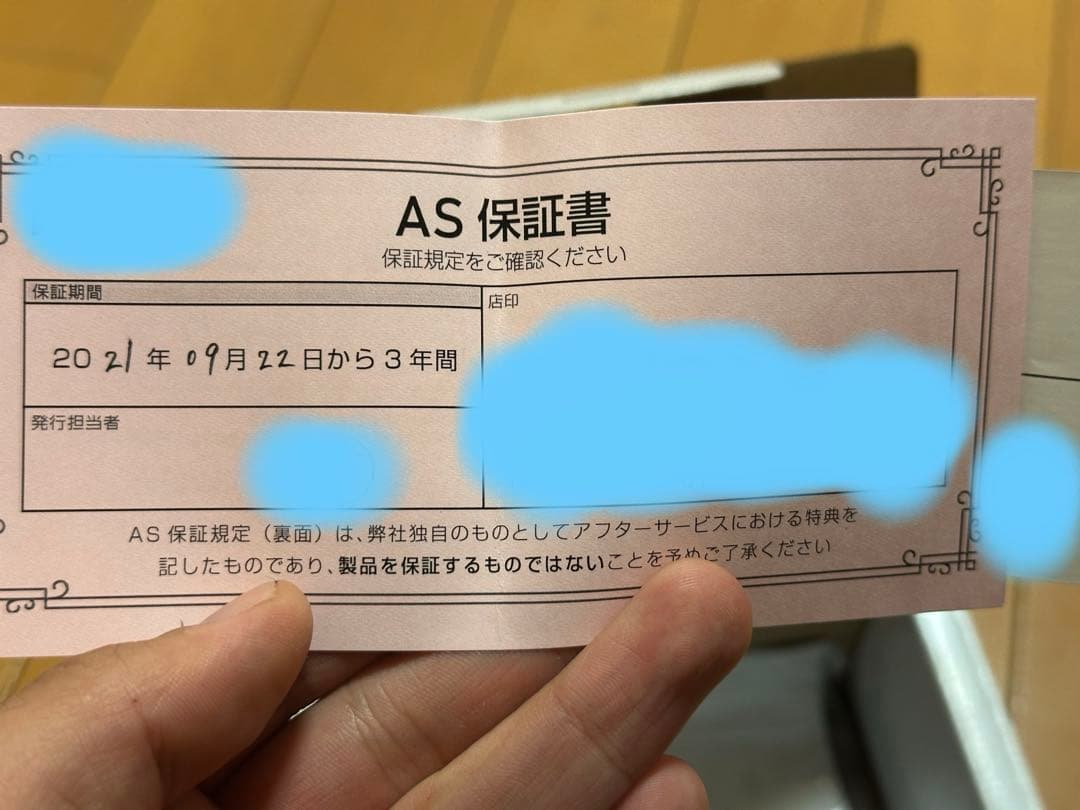 AS 保証書
保証規定をご確認ください
保証期間
2021年 09月22日から3年間
店印
発行担当者
AS 保証規定(裏面)は、弊社独自のものとしてアフターサービスにおける特典を
記したものであり、製品を保証するものではないことを予めご了承ください